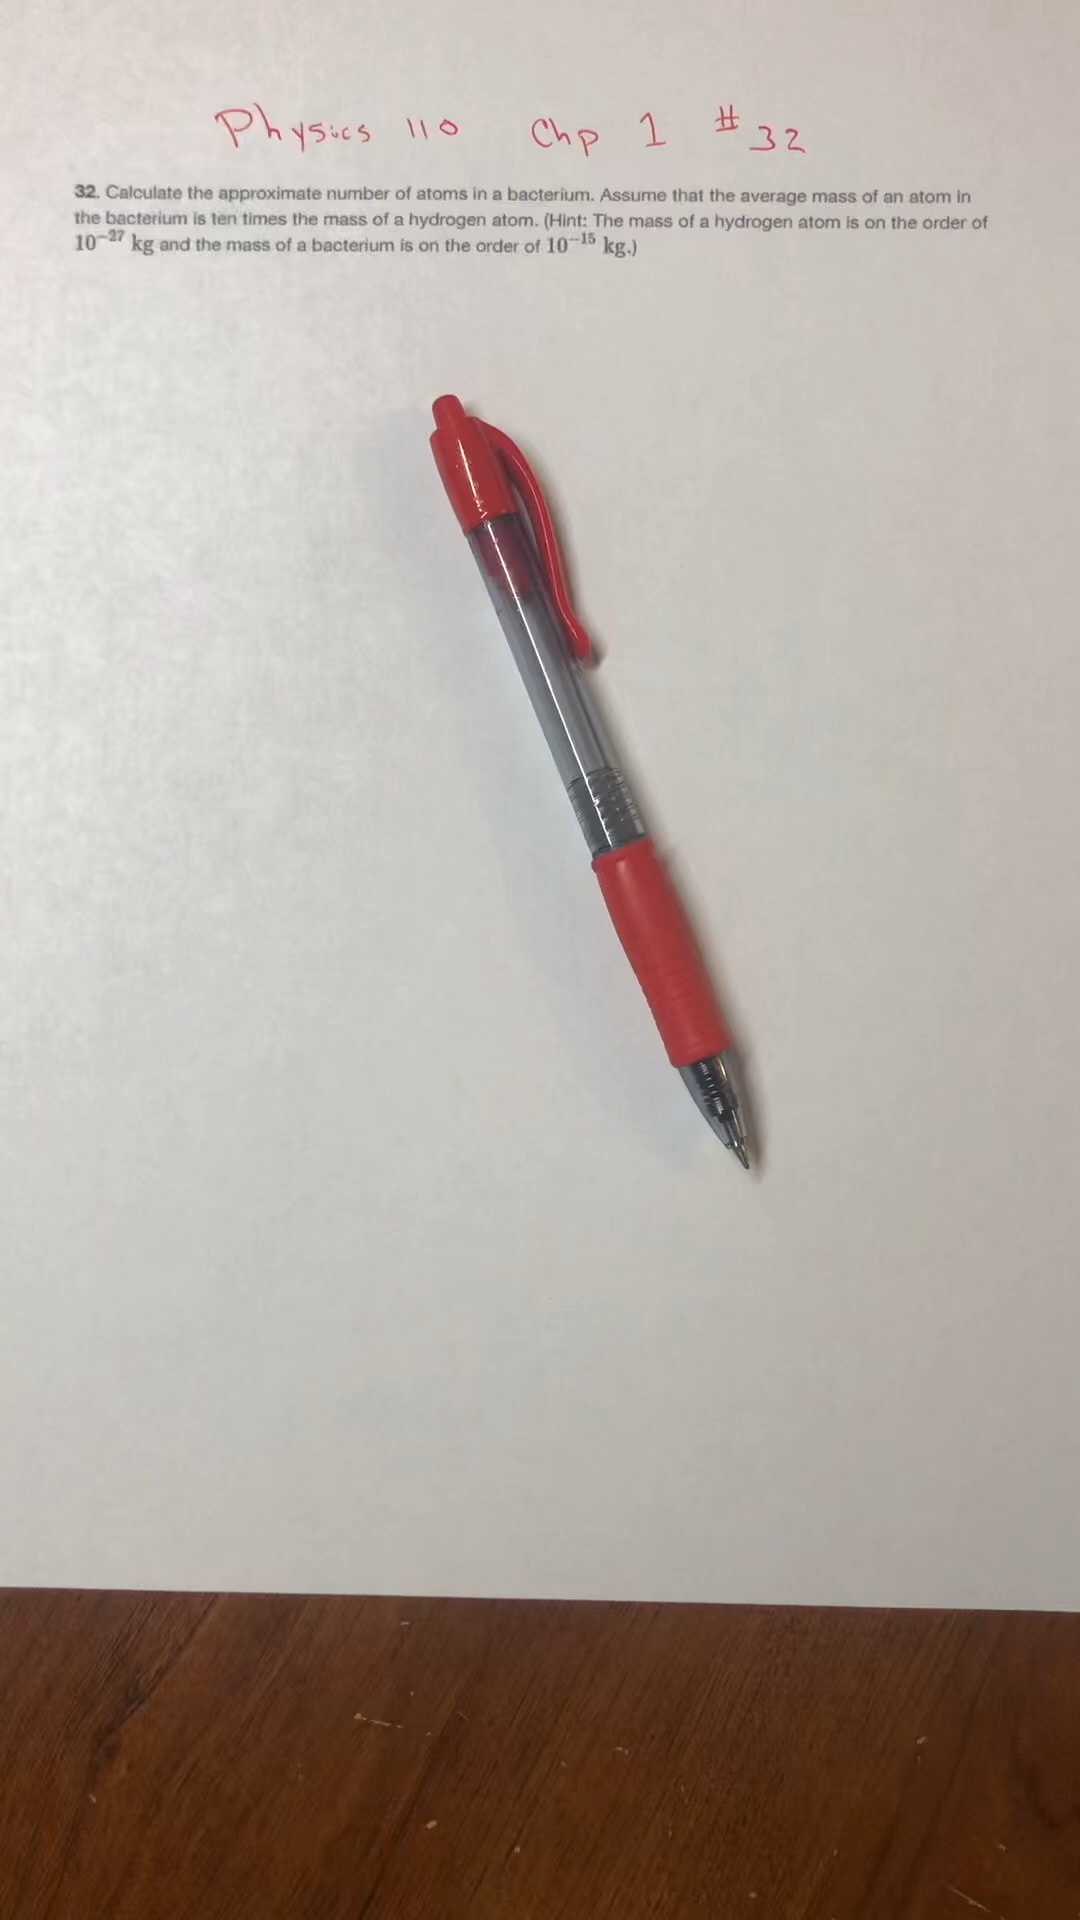 Physics 110 Chp 1 # 32
32. Calculate the approximate number of atoms in a bacterium. Assume that the average mass of an atom in
the bacterium is ten times the mass of a hydrogen atom. (Hint: The mass of a hydrogen atom is on the order of
10⁻²⁷ kg and the mass of a bacterium is on the order of 10⁻¹⁵ kg.)